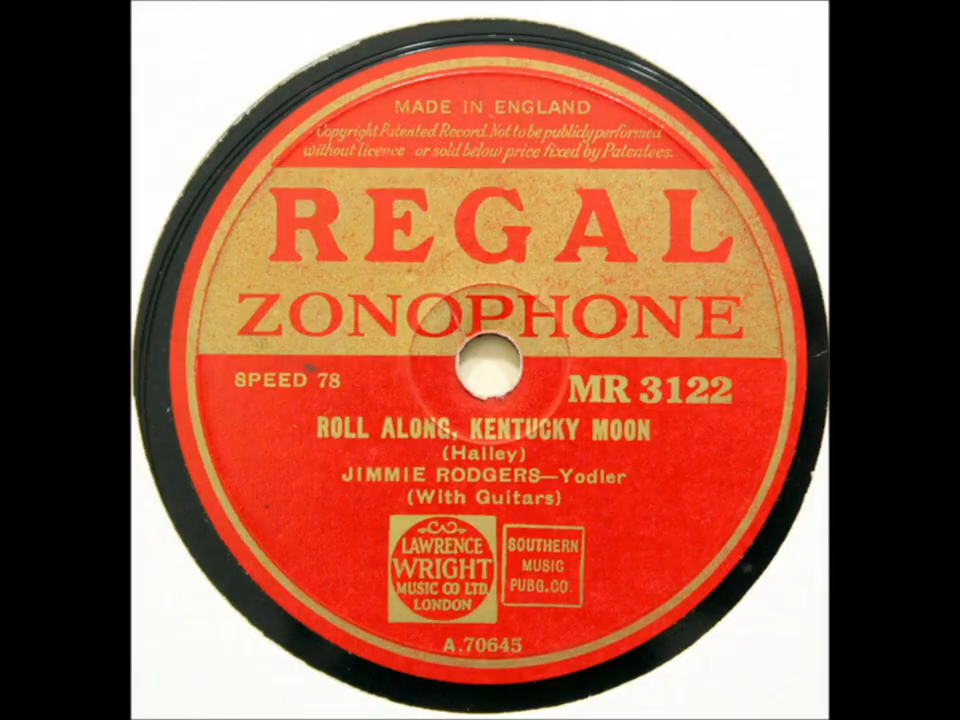 MADE IN ENGLAND
Copyright Patented Record. Not to be publicly performed
without licence or sold below price fixed by Patentees.
REGAL
ZONOPHONE
SPEED 78
MR 3122
ROLL ALONG, KENTUCKY MOON
(Halley)
JIMMIE RODGERS—Yodler
(With Guitars)
LAWRENCE
WRIGHT
MUSIC CO LTD.
LONDON
SOUTHERN
MUSIC
PUBG.CO.
A.70645